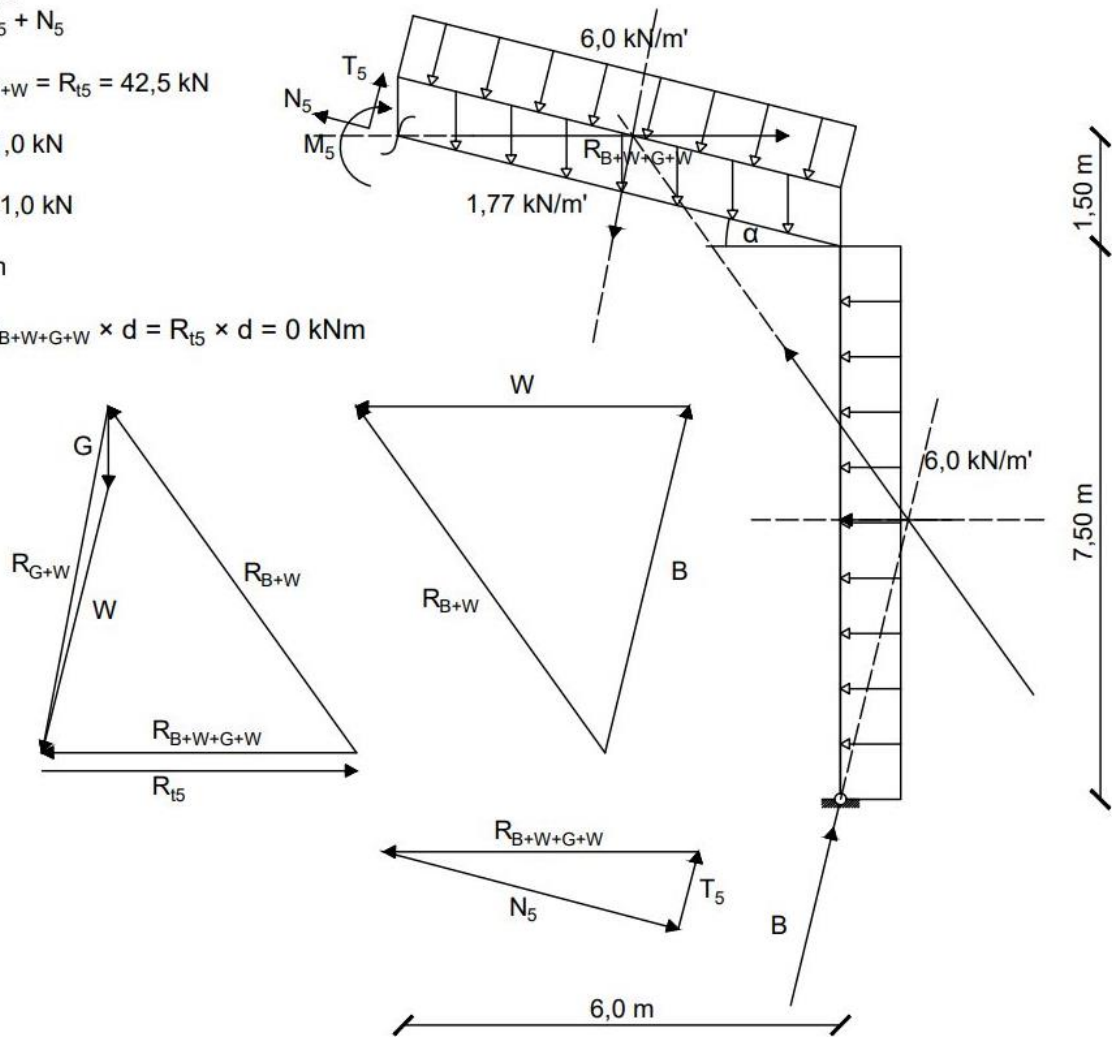 ₅ + N₅
₊W = Rt5 = 42,5 kN
,0 kN
1,0 kN
B+W+G+W × d = Rt5 × d = 0 kNm
6,0 kN/m'
T₅
N₅
M₅
RB+W+G+W
1,77 kN/m'
α
1,50 m
7,50 m
6,0 kN/m'
G
RG+W
W
RB+W
RB+W+G+W
Rt5
W
RB+W
B
RB+W+G+W
N₅
T₅
B
6,0 m